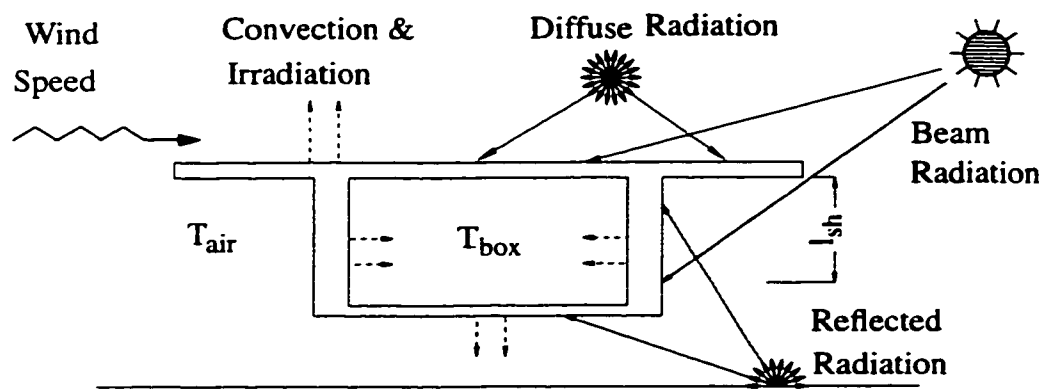 Wind
Speed
Convection &
Irradiation
Diffuse Radiation
Beam
Radiation
T_air
T_box
l_sh
Reflected
Radiation